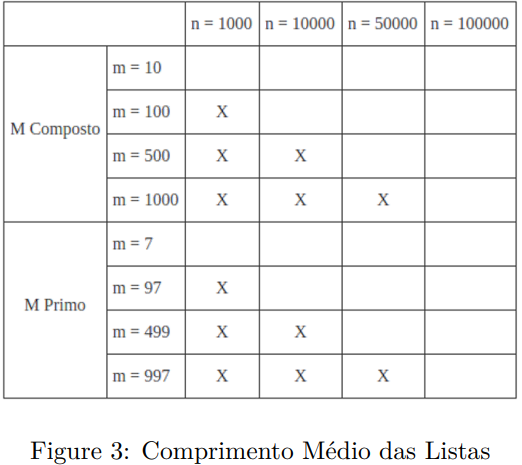 n = 1000 n = 10000 n = 50000 n = 100000
M Composto
m = 10
m = 100 X
m = 500 X X
m = 1000 X X X
M Primo
m = 7
m = 97 X
m = 499 X X
m = 997 X X X
Figure 3: Comprimento Médio das Listas